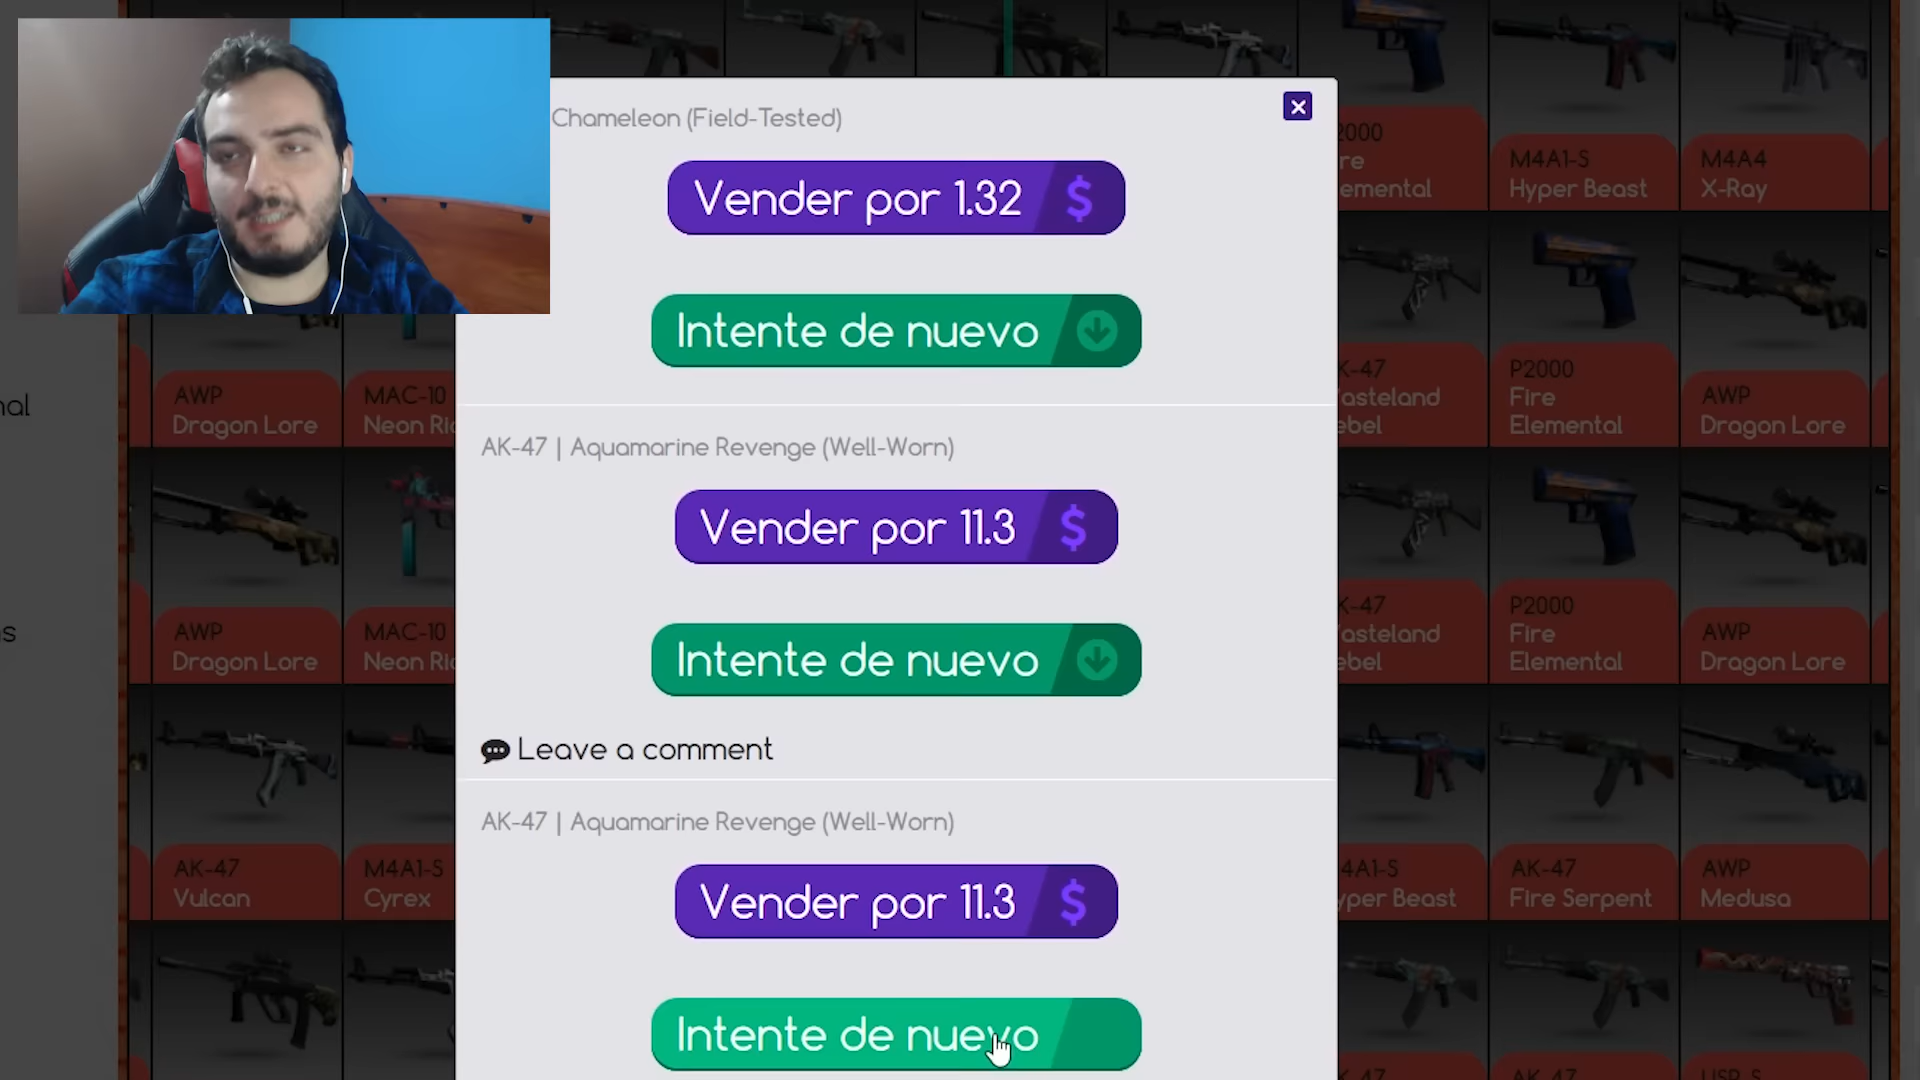 Chameleon (Field-Tested)
Vender por 1.32 $
Intente de nuevo
AK-47 | Aquamarine Revenge (Well-Worn)
Vender por 11.3 $
Intente de nuevo
Leave a comment
AK-47 | Aquamarine Revenge (Well-Worn)
Vender por 11.3 $
Intente de nuevo
M4A1-S
Hyper Beast
M4A4
X-Ray
AWP
Dragon Lore
MAC-10
P2000
Fire
Elemental
AWP
Dragon Lore
AWP
Dragon Lore
MAC-10
P2000
Fire
Elemental
AWP
Dragon Lore
AK-47
Vulcan
M4A1-S
Cyrex
AK-47
Fire Serpent
AWP
Medusa